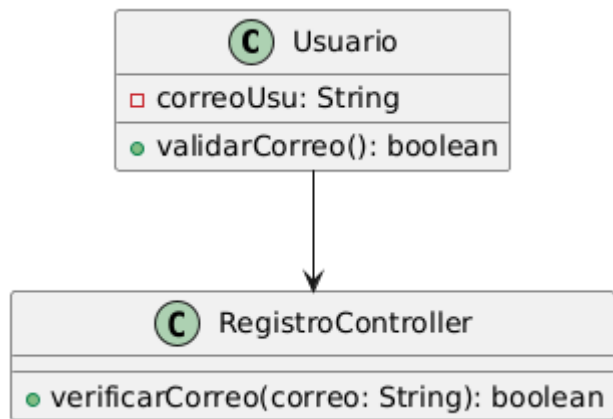 C Usuario
correoUsu: String
validarCorreo(): boolean
C RegistroController
verificarCorreo(correo: String): boolean